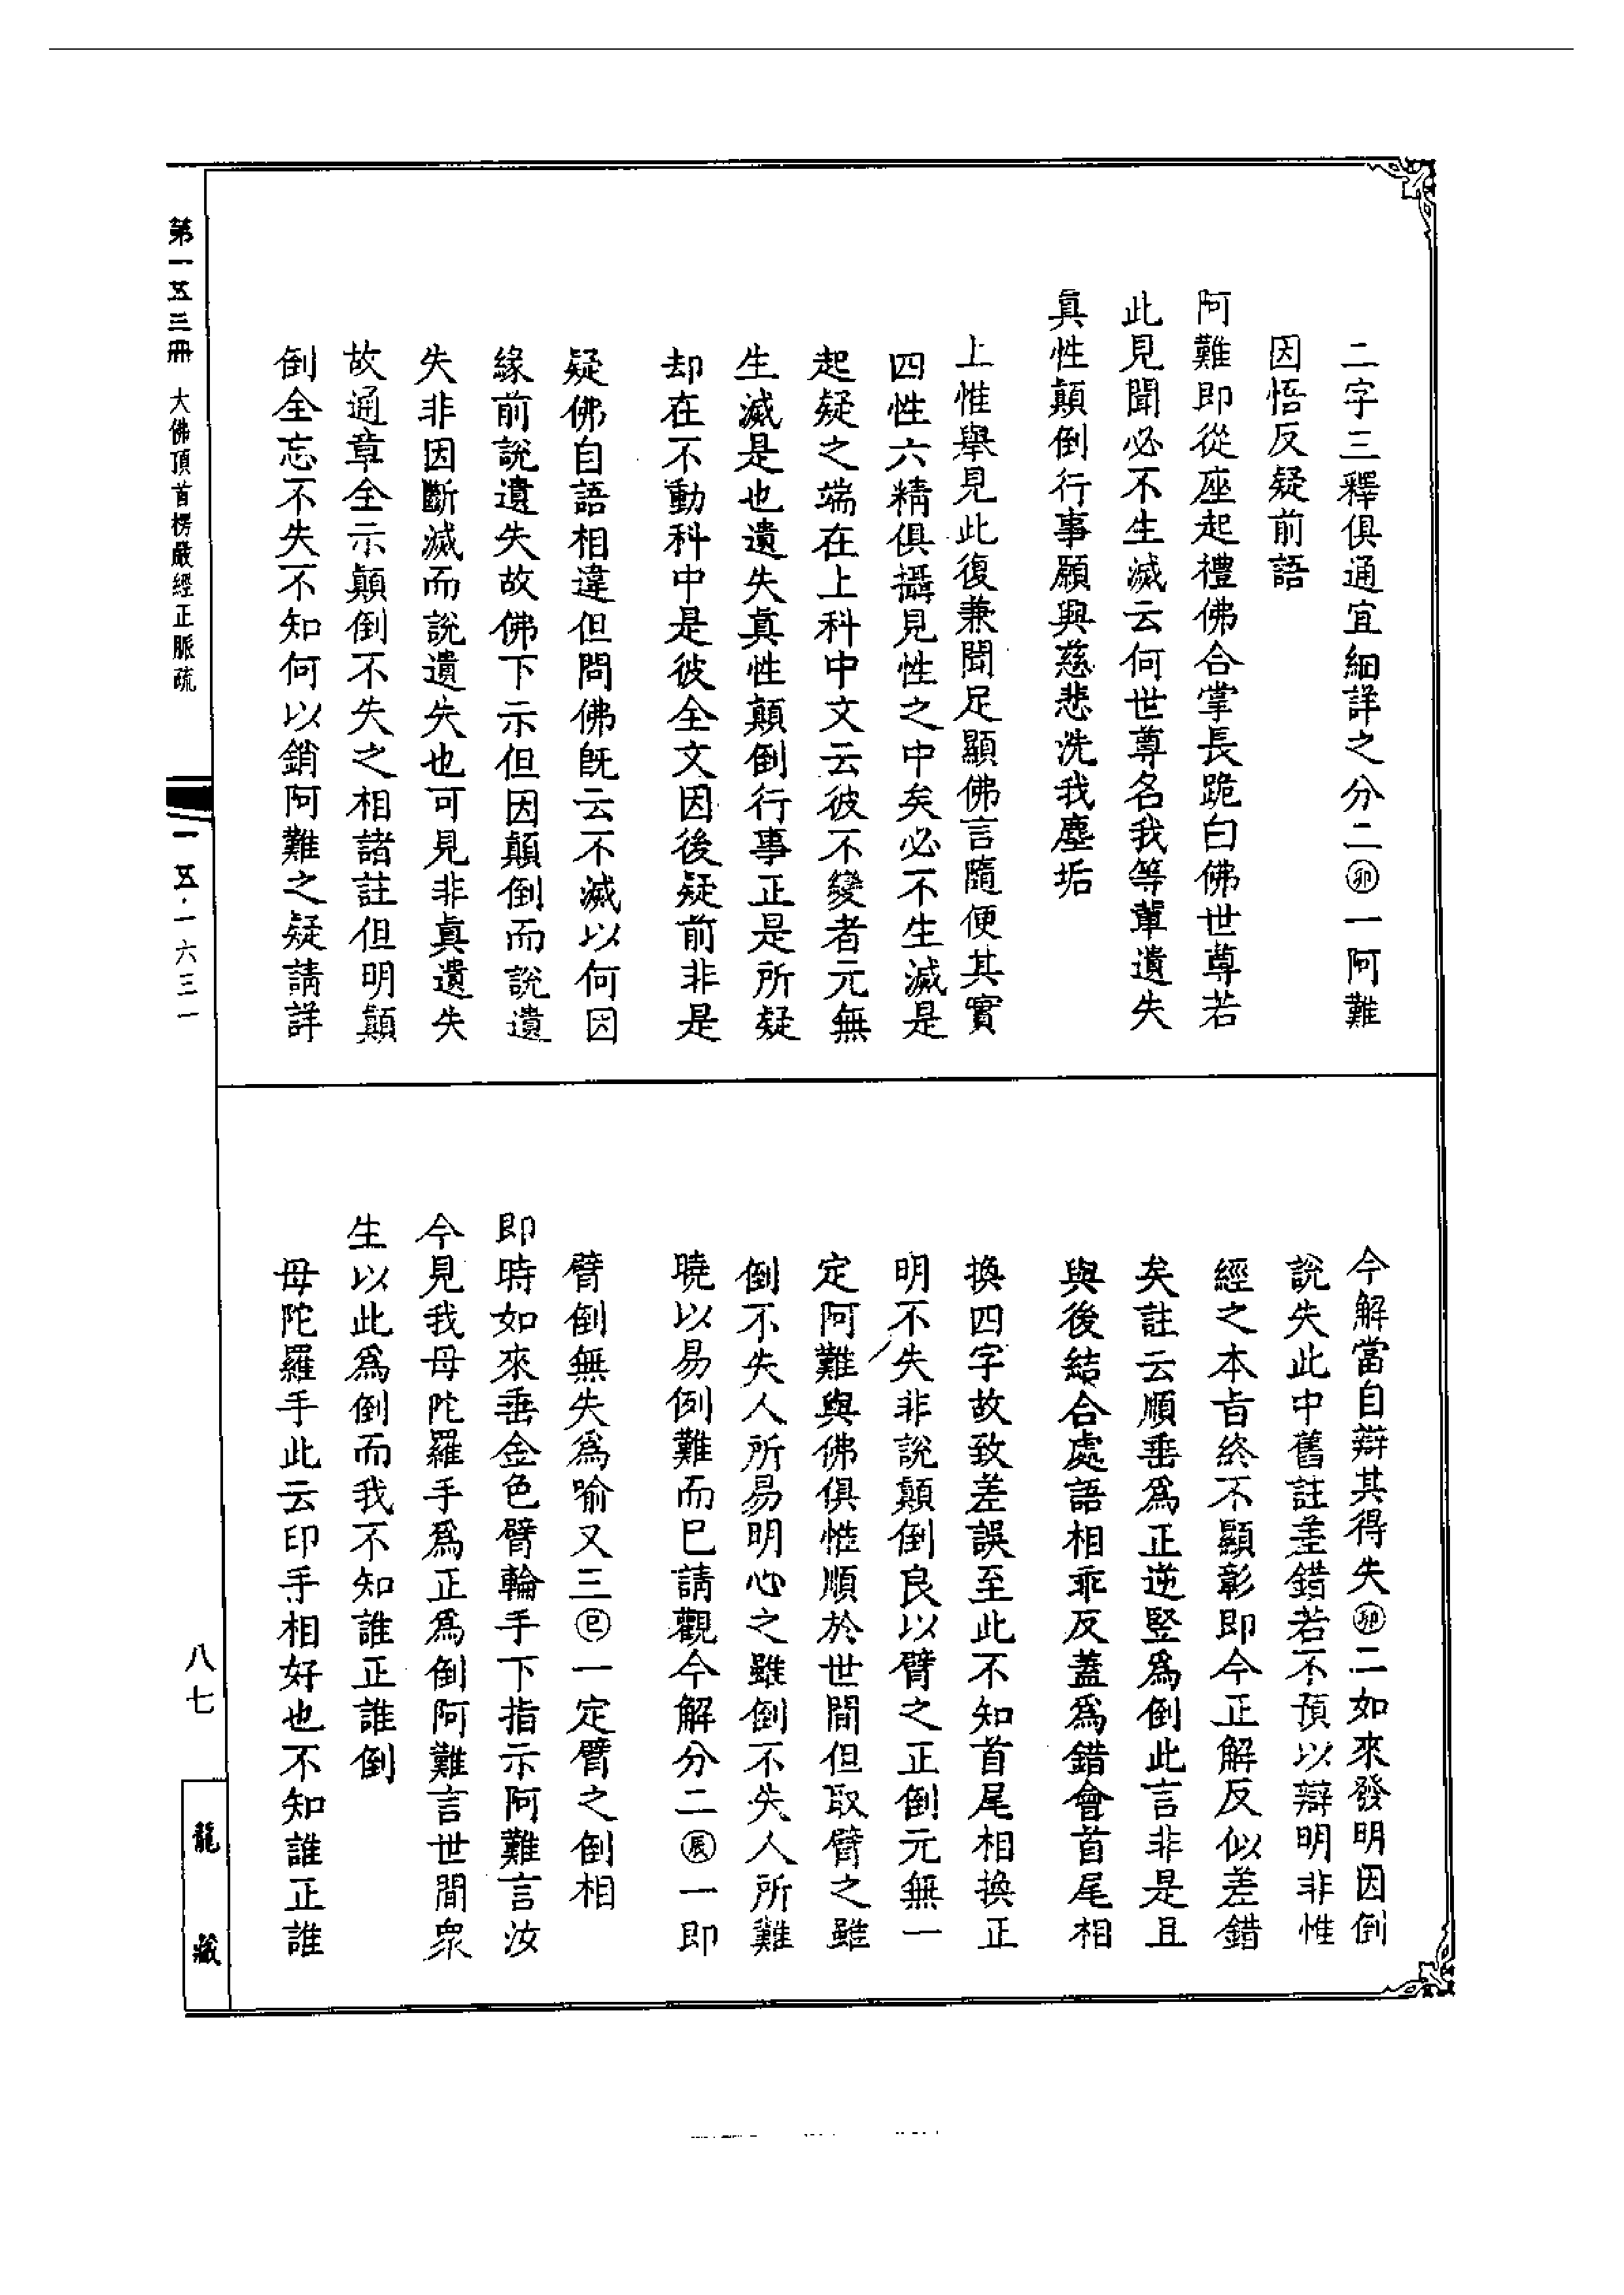 二字三釋俱通宜細詳之分二㊞一阿難
因悟反疑前語
阿難即從座起禮佛合掌長跪白佛世尊若
此見聞必不生滅云何世尊名我等輩遺失
真性顛倒行事願與慈悲洗我塵垢
上惟舉見此復兼聞足顯佛言隨便其實
四性六精俱攝見性之中矣必不生滅是
起疑之端在上科中文云彼不變者元無
生滅是也遺失真性顛倒行事正是所疑
却在不動科中是彼全文因後疑前非是
疑佛自語相違但問佛既云不滅以何因
緣前說遺失故佛下示但因顛倒而說遺
失非因斷滅而說遺失也可見非真遺失
故通章全示顛倒不失之相諸註但明顛
倒全忘不失不知何以銷阿難之疑請詳
今解當自辯其得失卯二如來發明因倒
說失此中舊註差錯若不預以辯明非惟
經之本旨終不顯彰即今正解反似差錯
矣註云順垂為正逆竪為倒此言非是且
與後結合處語相乖反蓋為錯會首尾相
換四字故致差誤至此不知首尾相換正
明不失非說顛倒良以臂之正倒元無一
定阿難與佛俱惟順於世間但取臂之雖
倒不失人所易明心之雖倒不失人所難
曉以易例難而已請觀今解分二辰一即
臂倒無失為喻又三巳一定臂之倒相
即時如來垂金色臂輪手下指示阿難言汝
今見我母陀羅手為正為倒阿難言世間眾
生以此為倒而我不知誰正誰倒
母陀羅手此云印手相好也不知誰正誰
第一五三冊 大佛頂首楞嚴經正脈疏
一五·一六三一
八七
龍藏